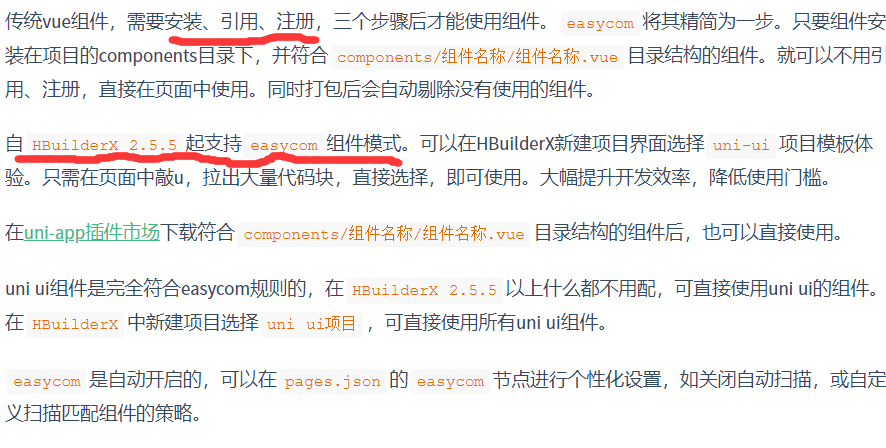 传统vue组件，需要安装、引用、注册，三个步骤后才能使用组件。 easycom 将其精简为一步。只要组件安
装在项目的components目录下，并符合 components/组件名称/组件名称.vue 目录结构的组件。就可以不用引
用、注册，直接在页面中使用。同时打包后会自动剔除没有使用的组件。
自 HBuilderX 2.5.5 起支持 easycom 组件模式。可以在HBuilderX新建项目界面选择 uni-ui 项目模板体
验。只需在页面中敲u，拉出大量代码块，直接选择，即可使用。大幅提升开发效率，降低使用门槛。
在uni-app插件市场下载符合 components/组件名称/组件名称.vue 目录结构的组件后，也可以直接使用。
uni ui组件是完全符合easycom规则的，在 HBuilderX 2.5.5 以上什么都不用配，可直接使用uni ui的组件。
在 HBuilderX 中新建项目选择 uni aui项目 ，可直接使用所有uni ui组件。
easycom 是自动开启的，可以在 pages.json 的 easycom 节点进行个性化设置，如关闭自动扫描，或自定
义扫描匹配组件的策略。